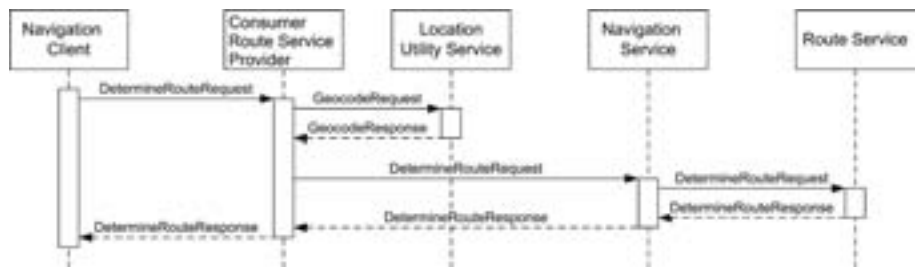 Navigation
Client
Consumer
Route Service
Provider
Location
Utility Service
Navigation
Service
Route Service
DetermineRouteRequest
GeocodeRequest
GeocodeResponse
DetermineRouteRequest
DetermineRouteRequest
DetermineRouteResponse
DetermineRouteResponse
DetermineRouteResponse